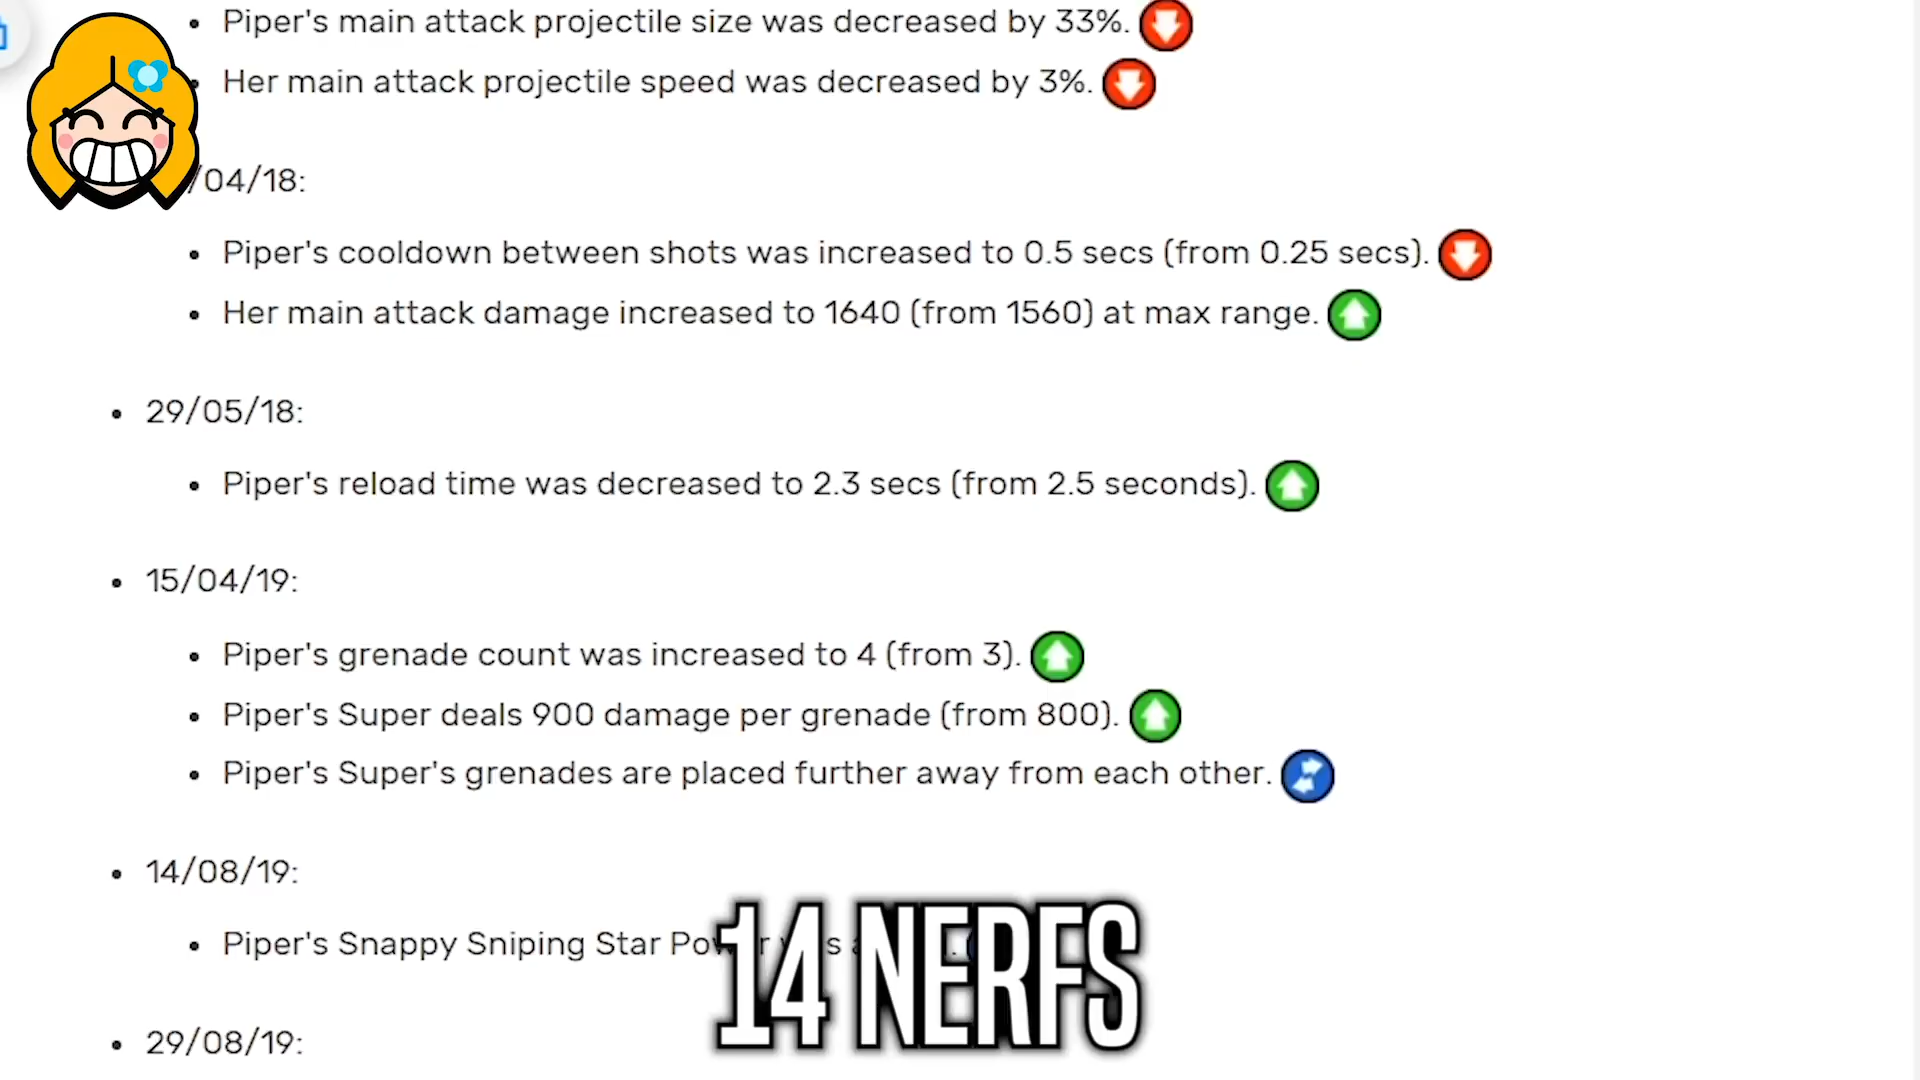 Piper's main attack projectile size was decreased by 33%.
Her main attack projectile speed was decreased by 3%.
/04/18:
Piper's cooldown between shots was increased to 0.5 secs (from 0.25 secs).
Her main attack damage increased to 1640 (from 1560) at max range.
29/05/18:
Piper's reload time was decreased to 2.3 secs (from 2.5 seconds).
15/04/19:
Piper's grenade count was increased to 4 (from 3).
Piper's Super deals 900 damage per grenade (from 800).
Piper's Super's grenades are placed further away from each other.
14/08/19:
Piper's Snappy Sniping Star
14 NERFS
29/08/19: